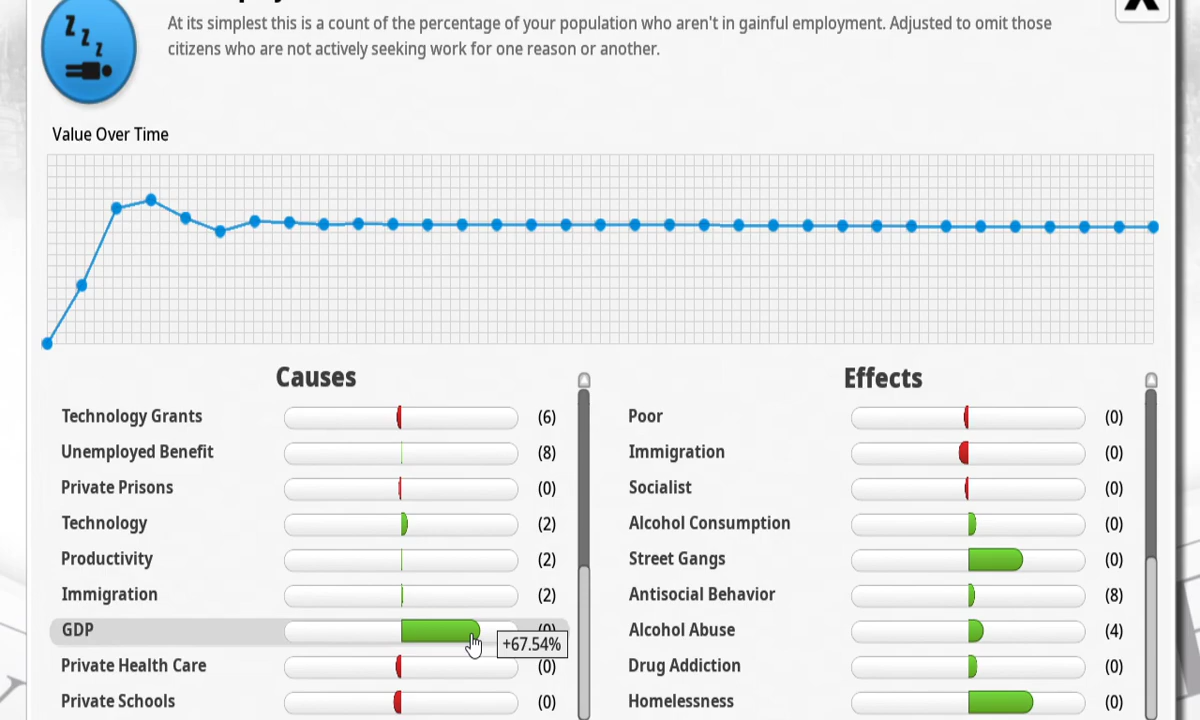 At its simplest this is a count of the percentage of your population who aren't in gainful employment. Adjusted to omit those
citizens who are not actively seeking work for one reason or another.
Value Over Time
Causes
Technology Grants (6)
Unemployed Benefit (8)
Private Prisons (0)
Technology (2)
Productivity (2)
Immigration (2)
GDP (0)
+67.54%
Private Health Care (0)
Private Schools (0)
Effects
Poor (0)
Immigration (0)
Socialist (0)
Alcohol Consumption (0)
Street Gangs (0)
Antisocial Behavior (8)
Alcohol Abuse (4)
Drug Addiction (0)
Homelessness (0)